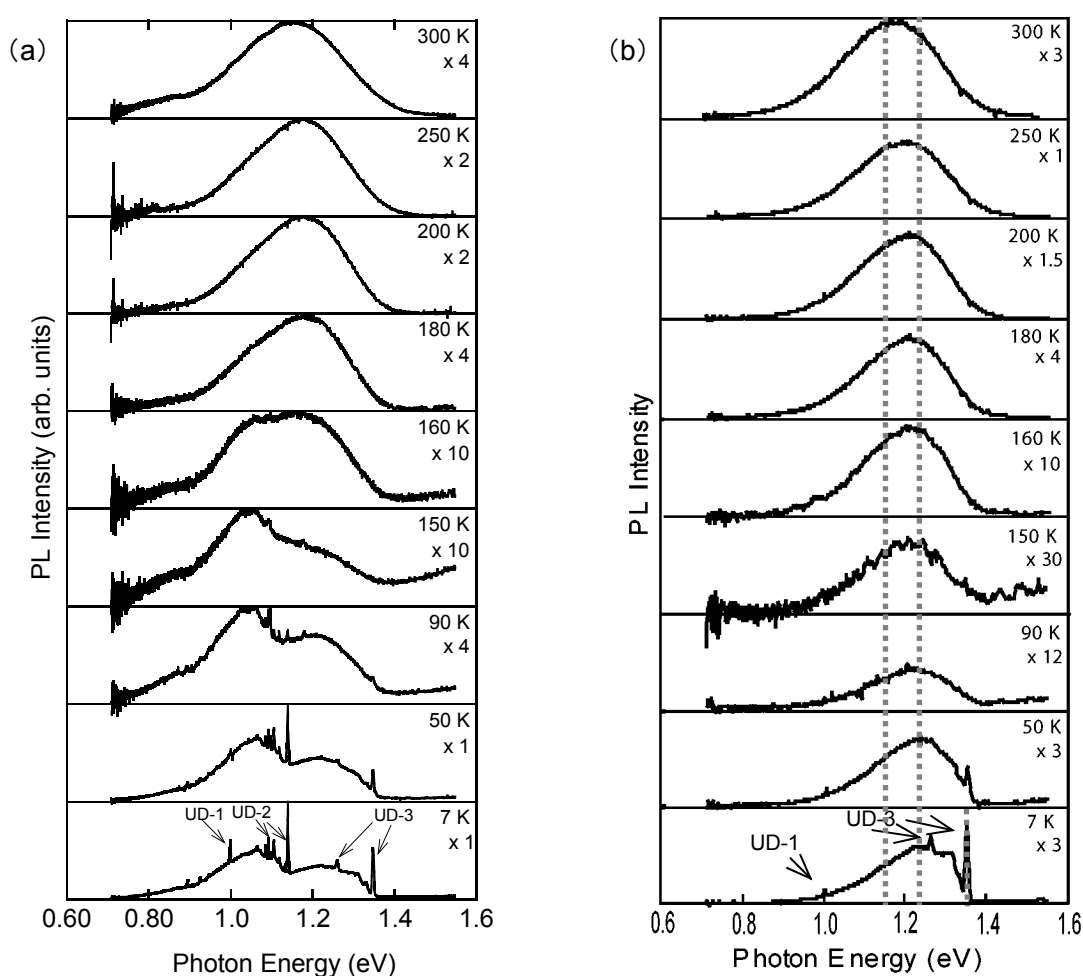 (a)
300 K
x 4
250 K
x 2
200 K
x 2
180 K
x 4
160 K
x 10
150 K
x 10
90 K
x 4
50 K
x 1
7 K
x 1
UD-1
UD-2
UD-3
0.60
0.80
1.0
1.2
1.4
1.6
Photon Energy (eV)
PL Intensity (arb. units)
(b)
300 K
x 3
250 K
x 1
200 K
x 1.5
180 K
x 4
160 K
x 10
150 K
x 30
90 K
x 12
50 K
x 3
7 K
x 3
UD-3
UD-1
0.6
0.8
1.0
1.2
1.4
1.6
Photon Energy (eV)
PL Intensity